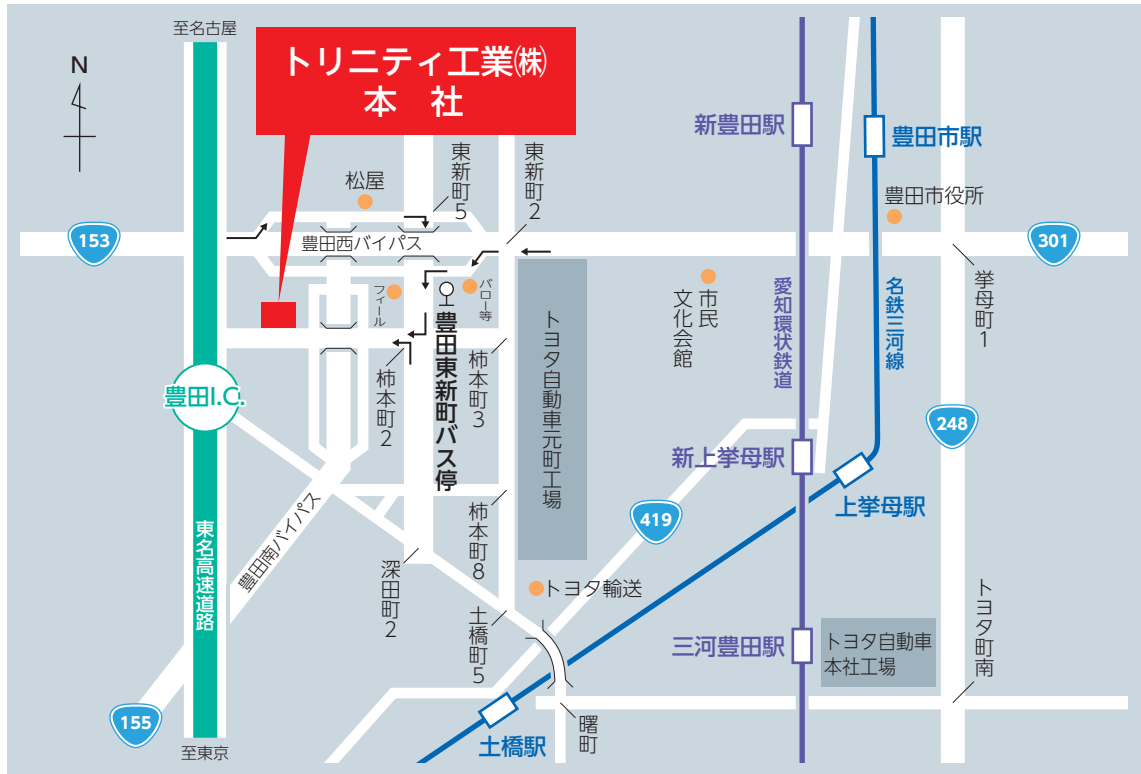 至名古屋
N
トリニティ工業㈱
本 社
新豊田駅
豊田市駅
東新町5
東新町2
松屋
豊田市役所
153
豊田西バイパス
301
フィール
バロー等
市民
文化会館
愛知環状鉄道
名鉄三河線
挙母町1
豊田東新町バス停
トヨタ自動車元町工場
柿本町2
柿本町3
豊田I.C.
248
新上挙母駅
上挙母駅
419
東名高速道路
豊田南バイパス
柿本町8
深田町2
トヨタ輸送
土橋町5
三河豊田駅
トヨタ自動車
本社工場
トヨタ町南
155
曙町
土橋駅
至東京